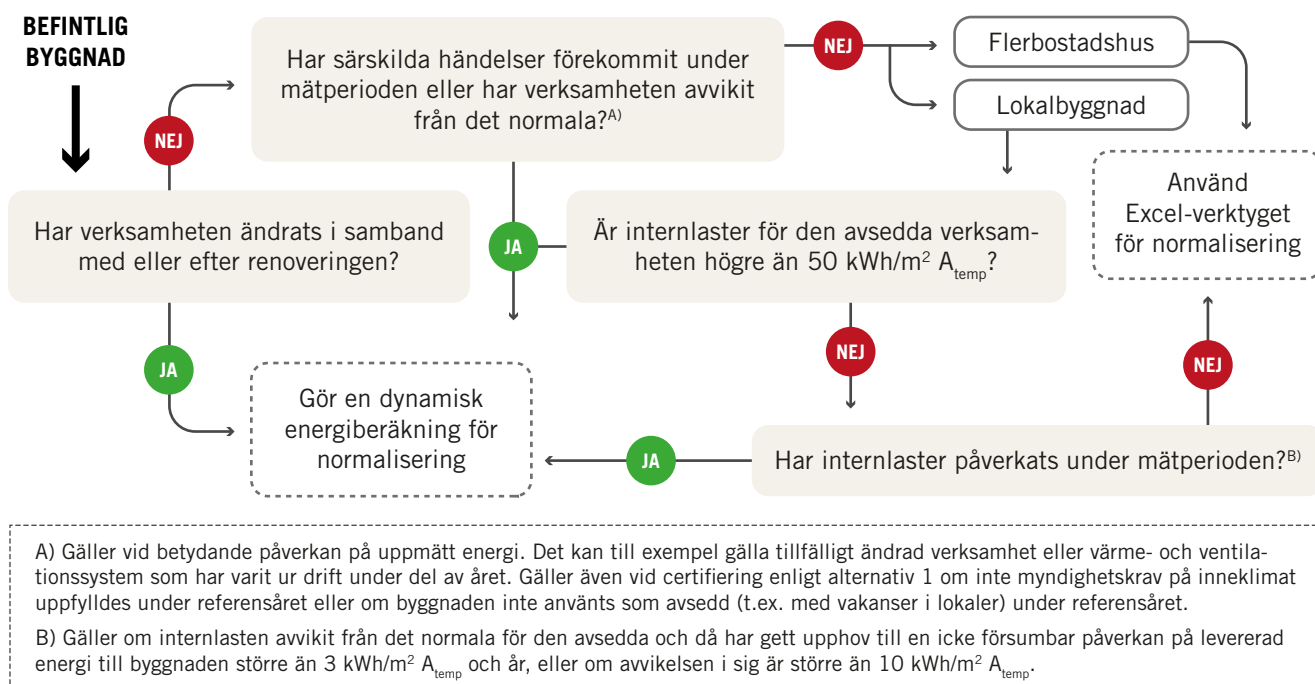 BEFINTLIG
BYGGNAD
Har särskilda händelser förekommit under
mätperioden eller har verksamheten avvikit
från det normala?A)
NEJ
Flerbostadshus
Lokalbyggnad
NEJ
Har verksamheten ändrats i samband
med eller efter renoveringen?
JA
Är internlaster för den avsedda verksam-
heten högre än 50 kWh/m² Atemp?
Använd
Excel-verktyget
för normalisering
JA
NEJ
NEJ
Gör en dynamisk
energiberäkning för
normalisering
JA
Har internlaster påverkats under mätperioden?B)
A) Gäller vid betydande påverkan på uppmätt energi. Det kan till exempel gälla tillfälligt ändrad verksamhet eller värme- och ventila-
tionssystem som har varit ur drift under del av året. Gäller även vid certifiering enligt alternativ 1 om inte myndighetskrav på inneklimat
uppfylldes under referensåret eller om byggnaden inte använts som avsedd (t.ex. med vakanser i lokaler) under referensåret.
B) Gäller om internlasten avvikit från det normala för den avsedda och då har gett upphov till en icke försumbar påverkan på levererad
energi till byggnaden större än 3 kWh/m² Atemp och år, eller om avvikelsen i sig är större än 10 kWh/m² Atemp.